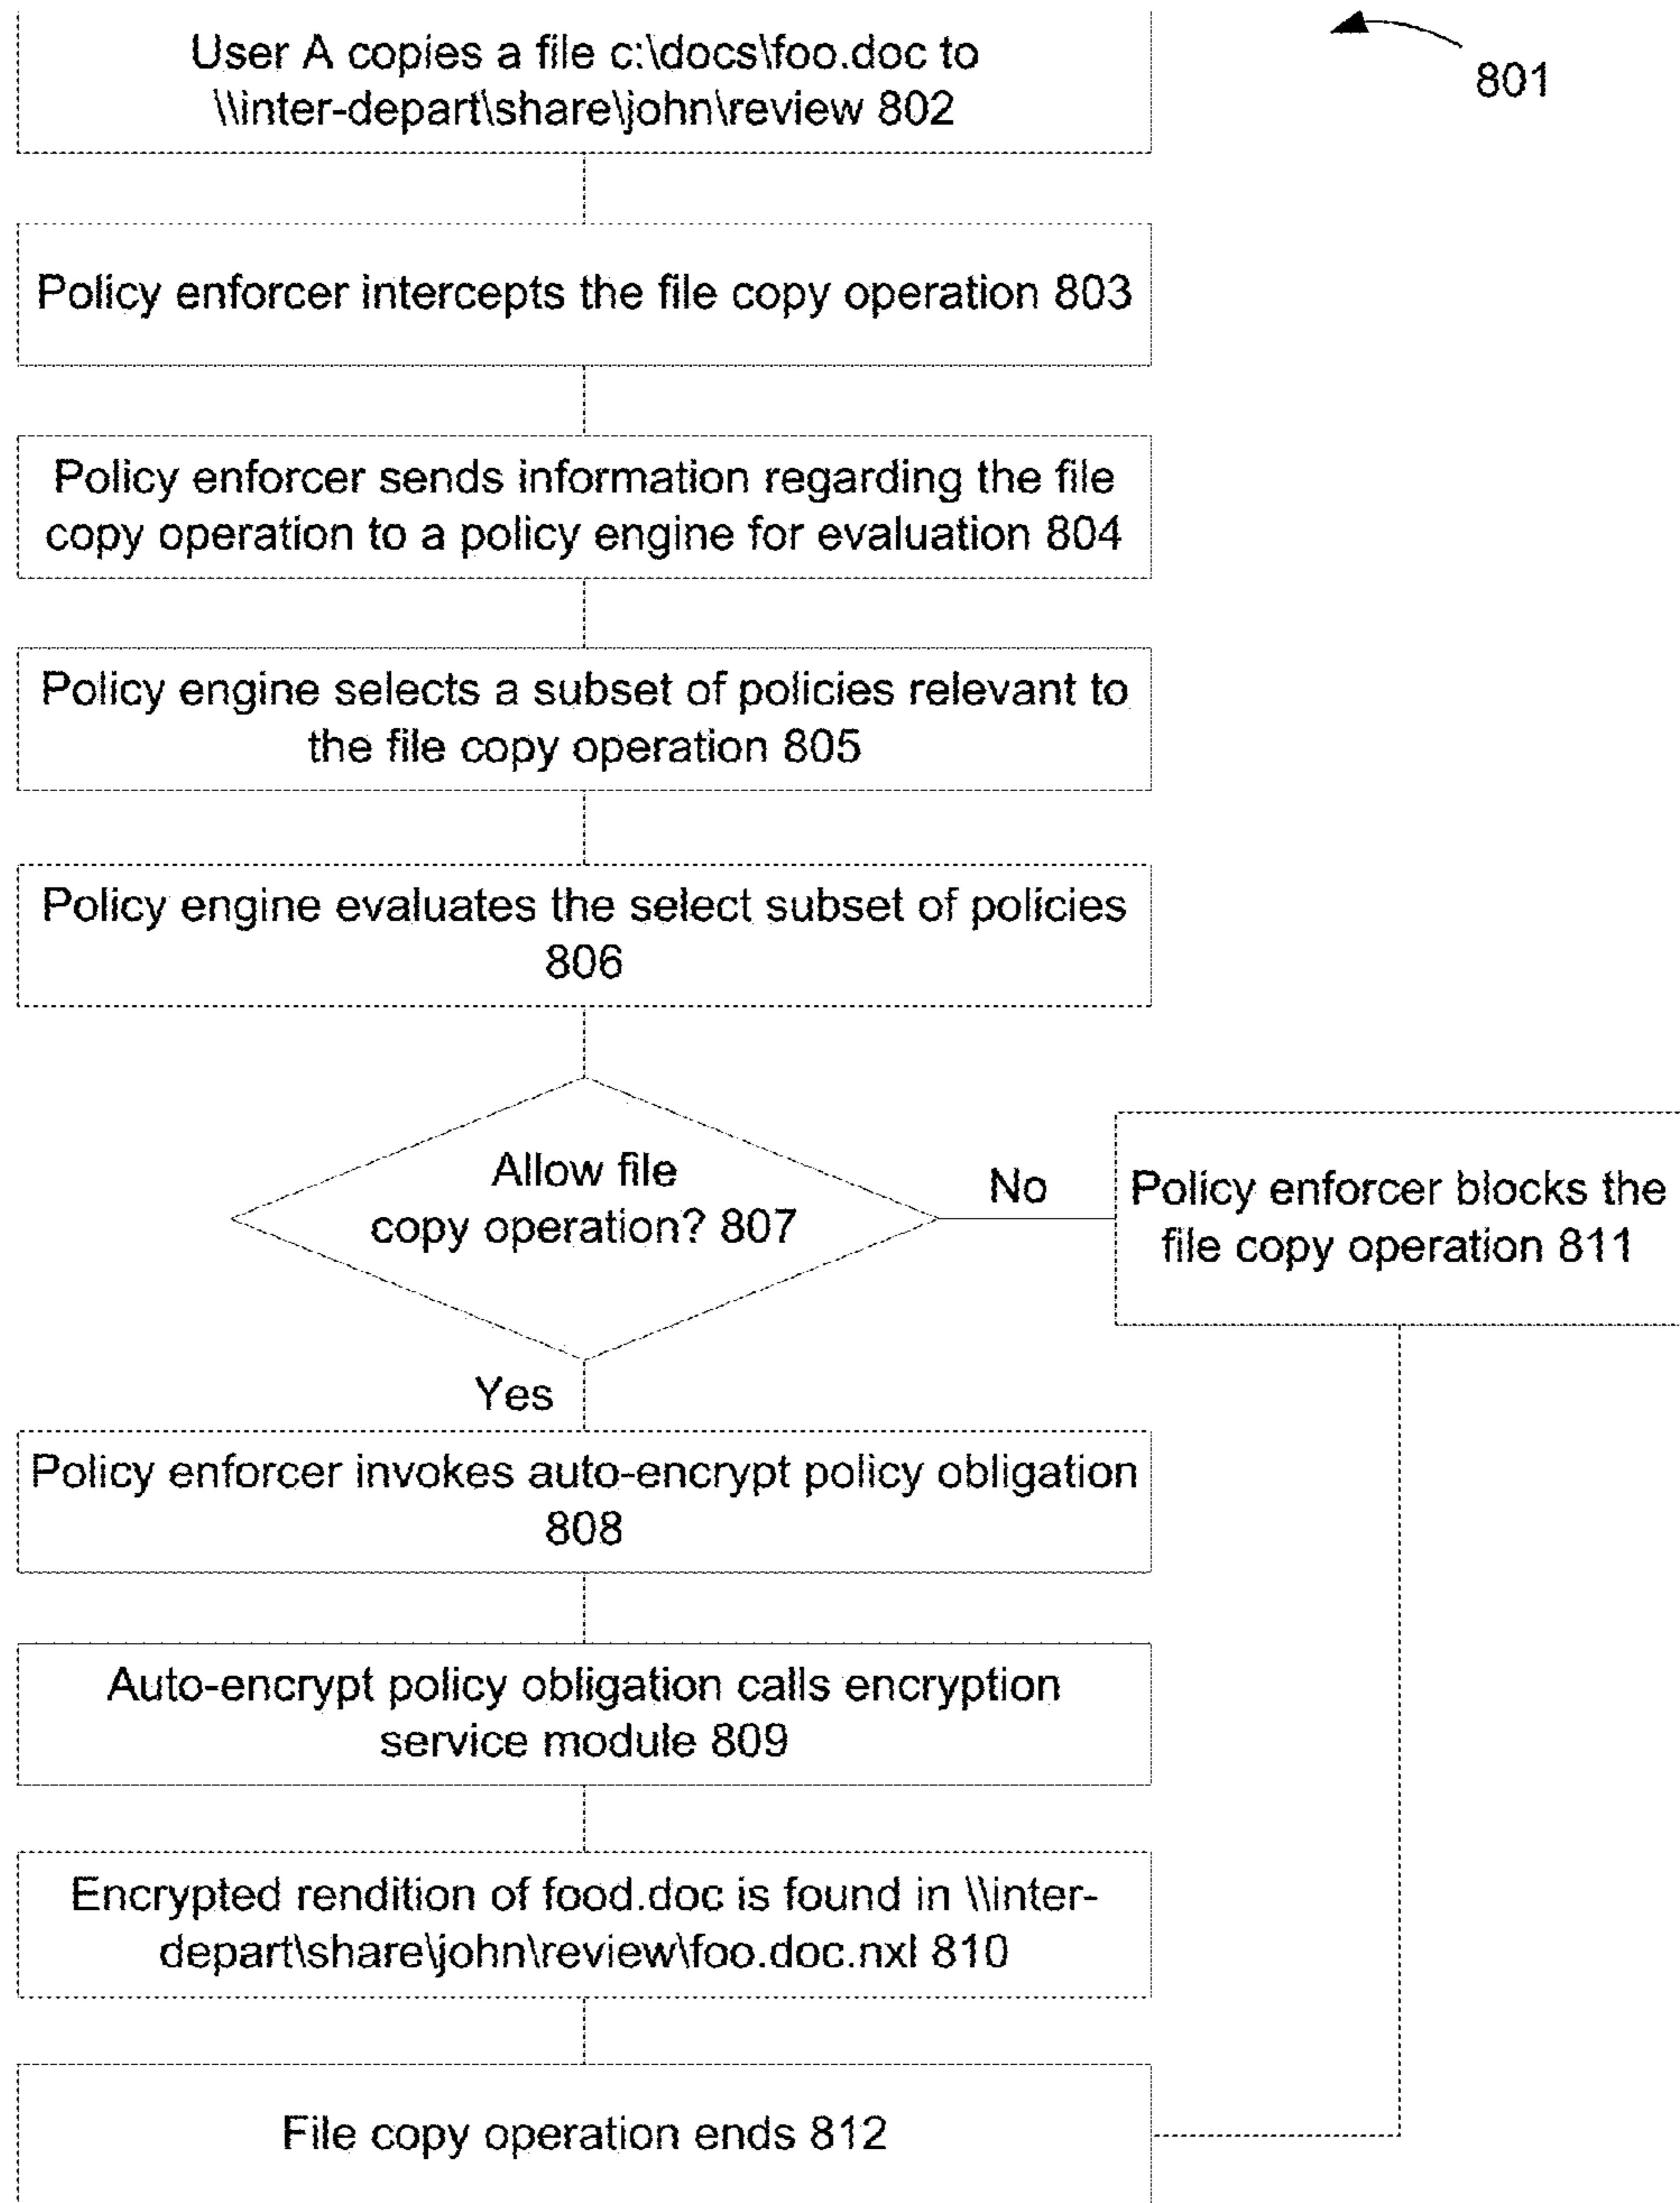 User A copies a file c:\docs\foo.doc to
\\inter-depart\share\john\review 802
801
Policy enforcer intercepts the file copy operation 803
Policy enforcer sends information regarding the file
copy operation to a policy engine for evaluation 804
Policy engine selects a subset of policies relevant to
the file copy operation 805
Policy engine evaluates the select subset of policies
806
Allow file
copy operation? 807
No
Policy enforcer blocks the
file copy operation 811
Yes
Policy enforcer invokes auto-encrypt policy obligation
808
Auto-encrypt policy obligation calls encryption
service module 809
Encrypted rendition of food.doc is found in \\inter-
depart\share\john\review\foo.doc.nxl 810
File copy operation ends 812